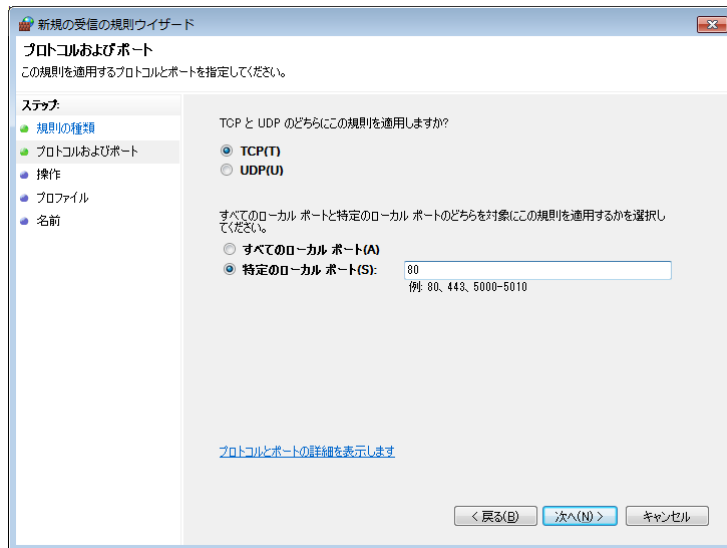 新規の受信の規則ウィザード
プロトコルおよびポート
この規則を適用するプロトコルとポートを指定してください。
ステップ:
規則の種類
プロトコルおよびポート
操作
プロファイル
名前
TCP と UDP のどちらにこの規則を適用しますか?
TCP(T)
UDP(U)
すべてのローカル ポートと特定のローカル ポートのどちらを対象にこの規則を適用するかを選択し
てください。
すべてのローカル ポート(A)
特定のローカル ポート(S):
80
例: 80、443、5000-5010
プロトコルとポートの詳細を表示します
< 戻る(B)
次へ(N) >
キャンセル